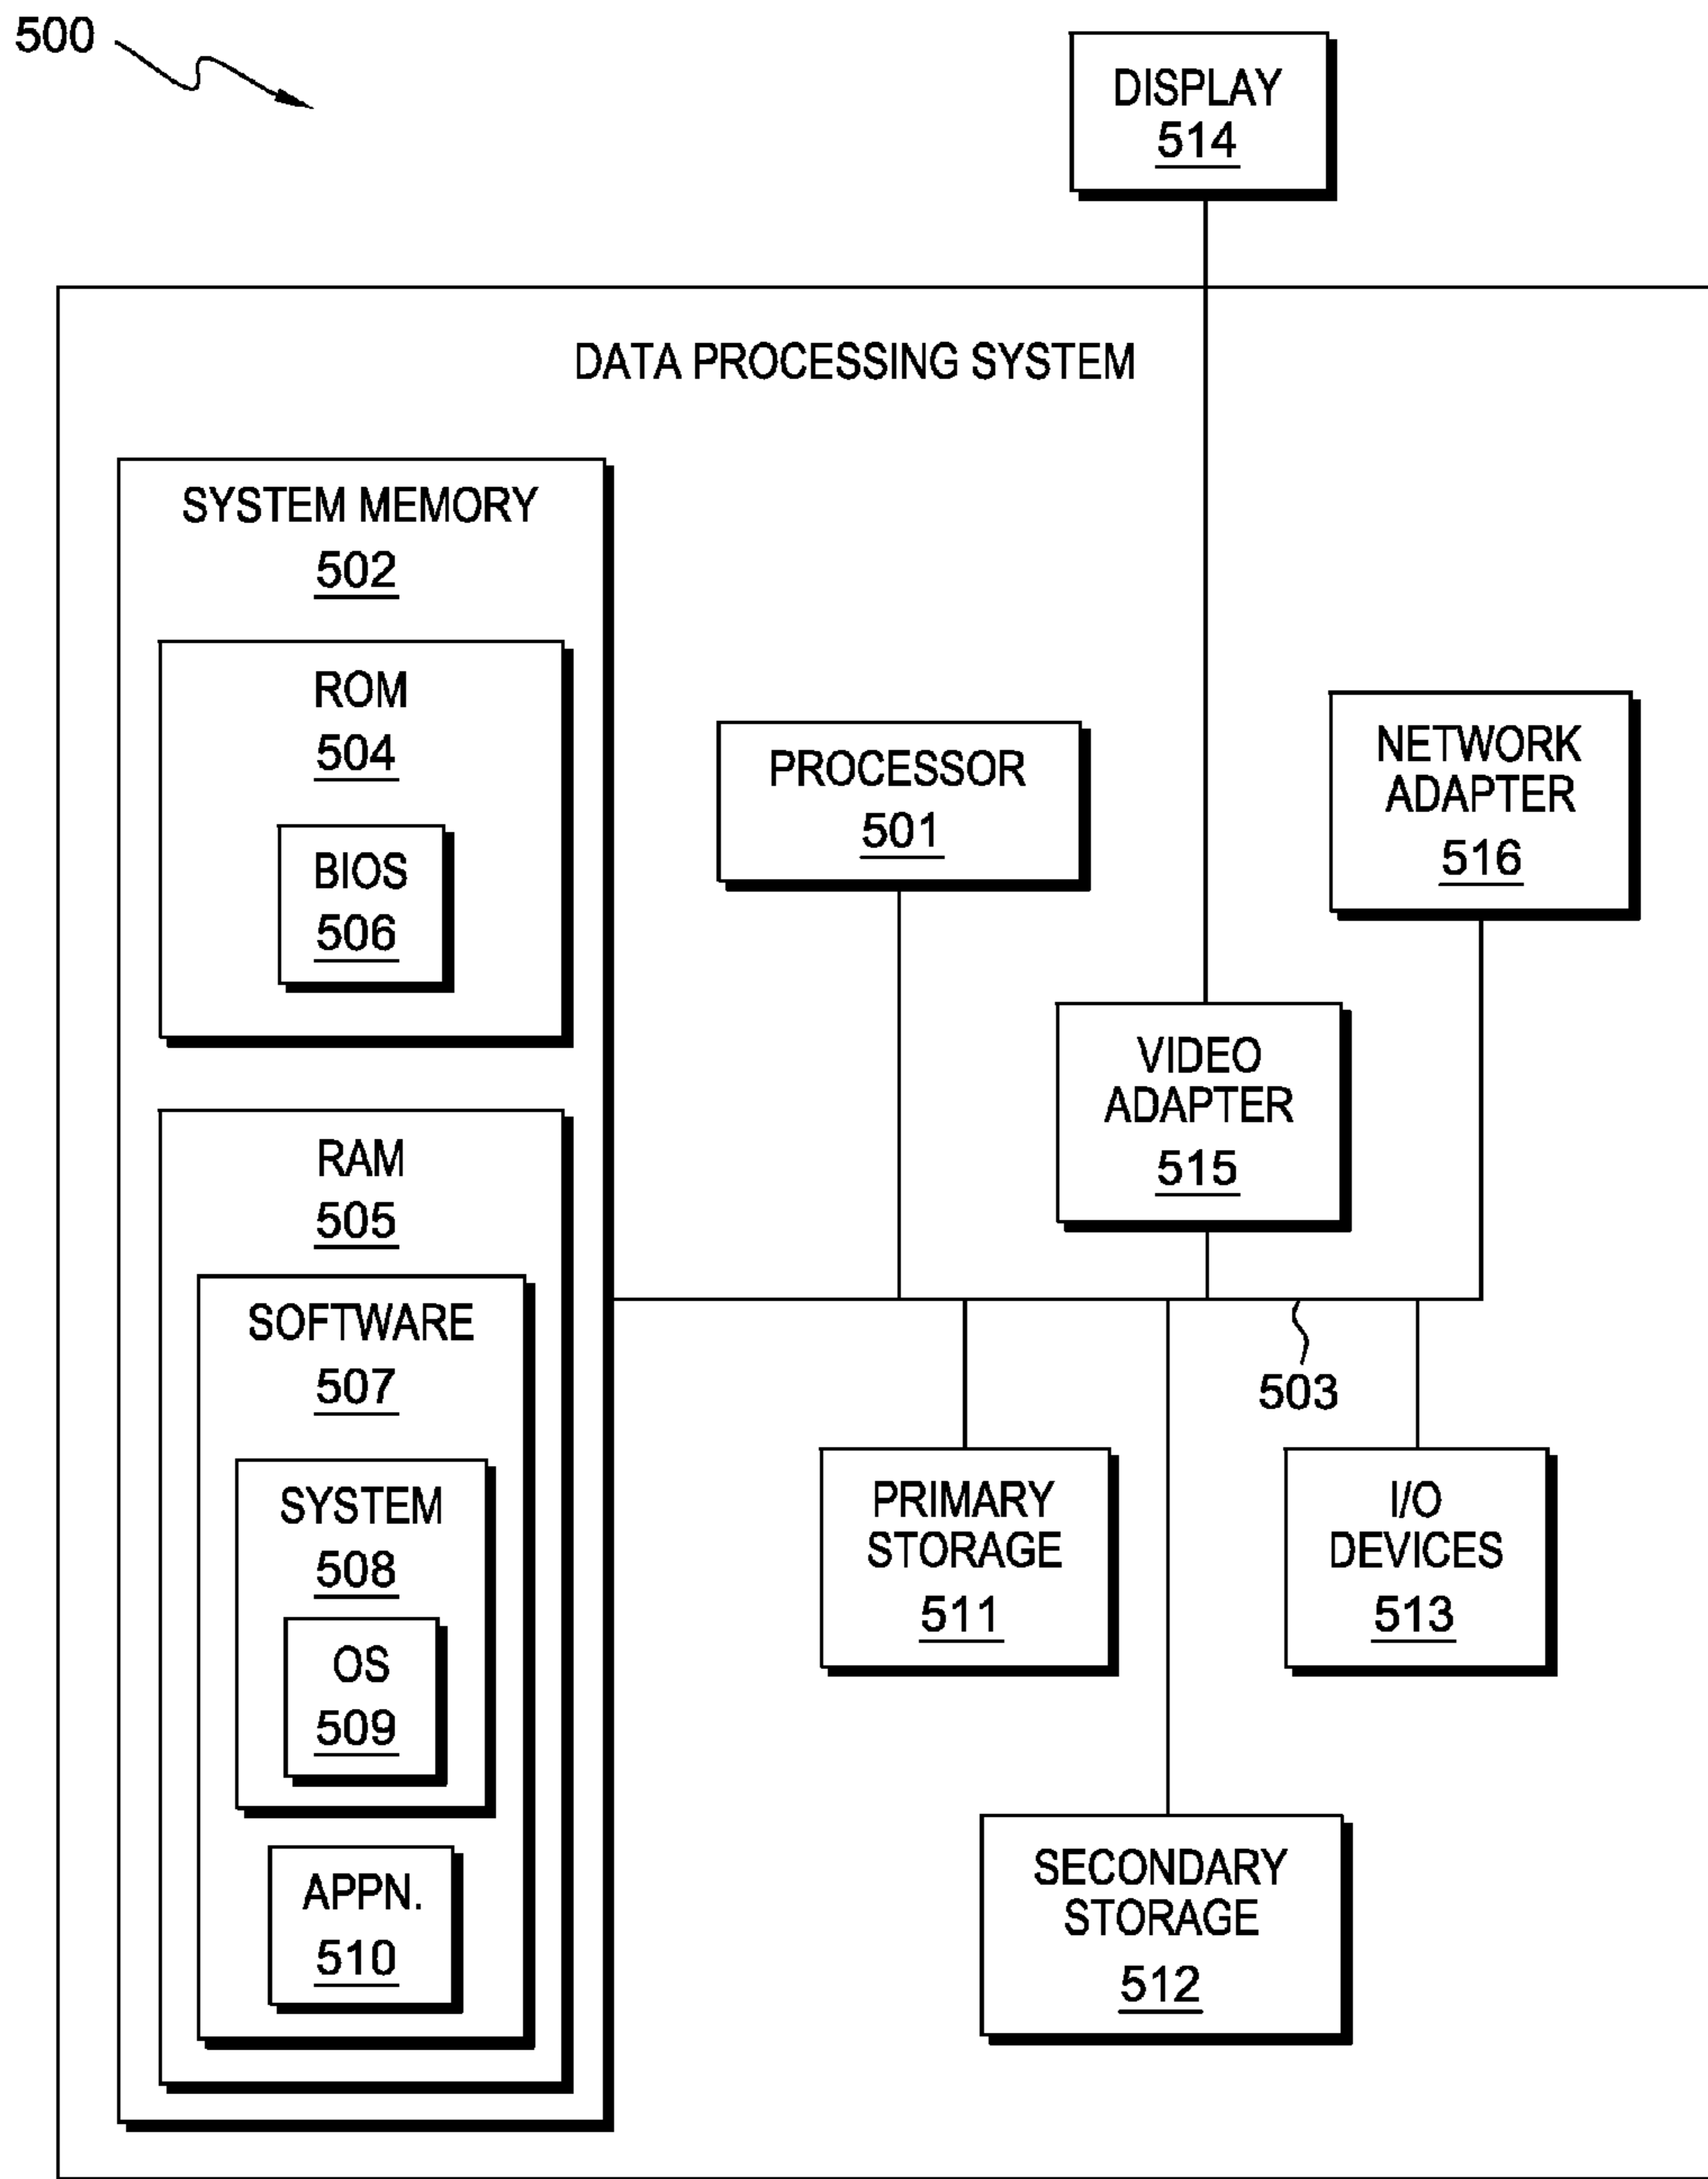 500
DISPLAY
514
DATA PROCESSING SYSTEM
SYSTEM MEMORY
502
ROM
504
BIOS
506
RAM
505
SOFTWARE
507
SYSTEM
508
OS
509
APPN.
510
PROCESSOR
501
NETWORK
ADAPTER
516
VIDEO
ADAPTER
515
503
PRIMARY
STORAGE
511
I/O
DEVICES
513
SECONDARY
STORAGE
512